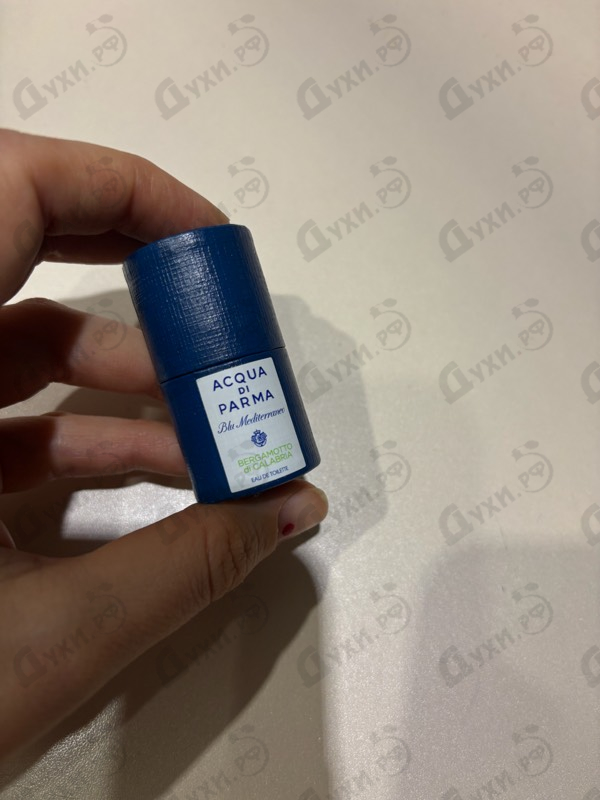 ACQUA
DI
PARMA
Blu Mediterraneo
BERGAMOTTO
di CALABRIA
EAU DE TOILETTE
Духи.рф